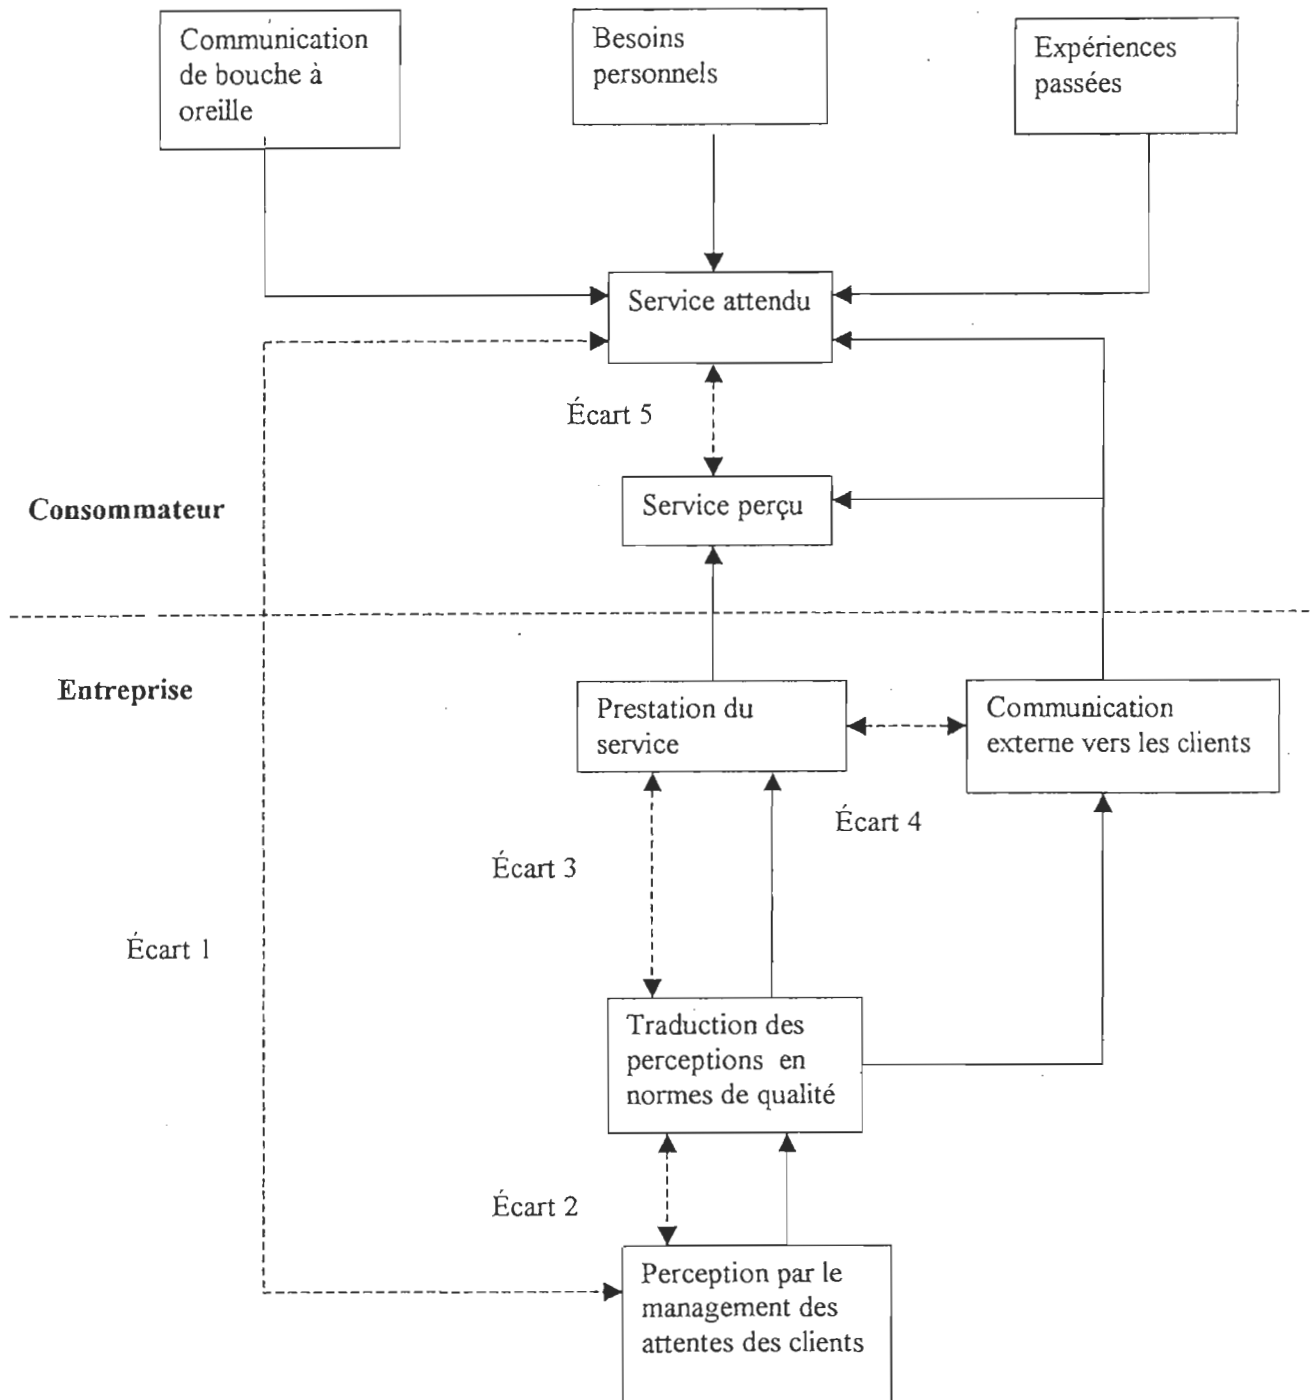 Communication
de bouche à
oreille
Besoins
personnels
Expériences
passées
Service attendu
Écart 5
Service perçu
Consommateur
Entreprise
Prestation du
service
Communication
externe vers les clients
Écart 4
Écart 3
Écart 1
Traduction des
perceptions en
normes de qualité
Écart 2
Perception par le
management des
attentes des clients